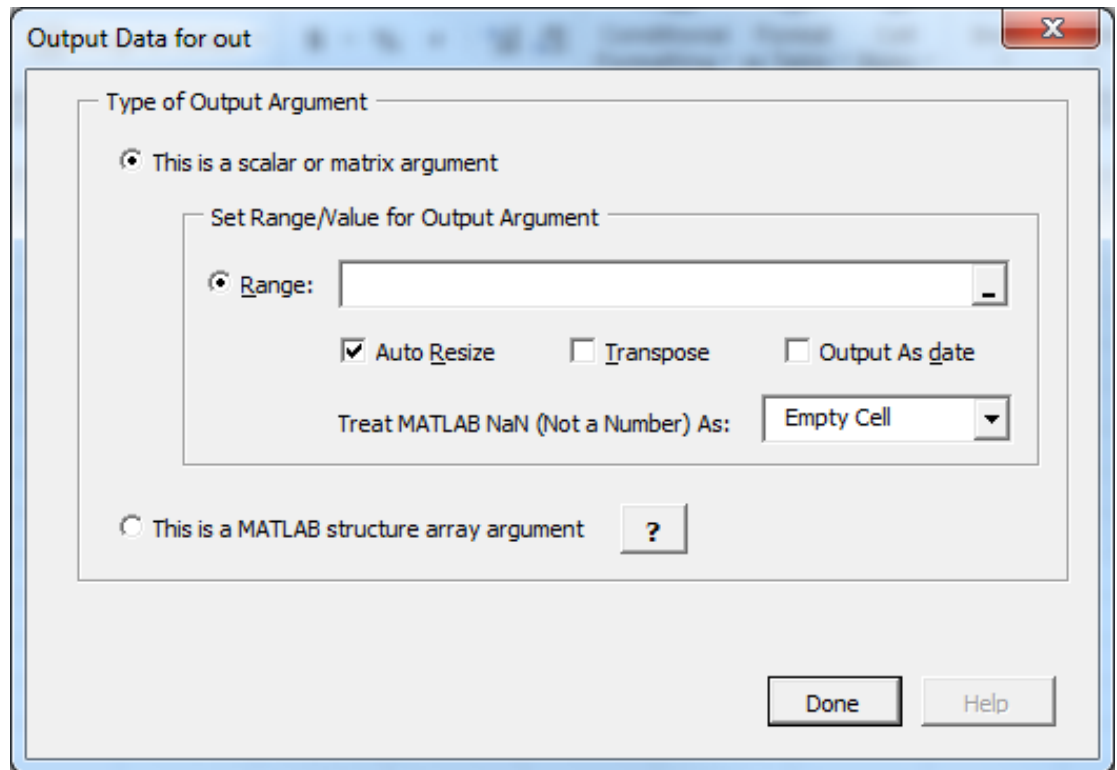 Output Data for out
Type of Output Argument
This is a scalar or matrix argument
Set Range/Value for Output Argument
Range:
Auto Resize
Transpose
Output As date
Treat MATLAB NaN (Not a Number) As:
Empty Cell
This is a MATLAB structure array argument
?
Done
Help